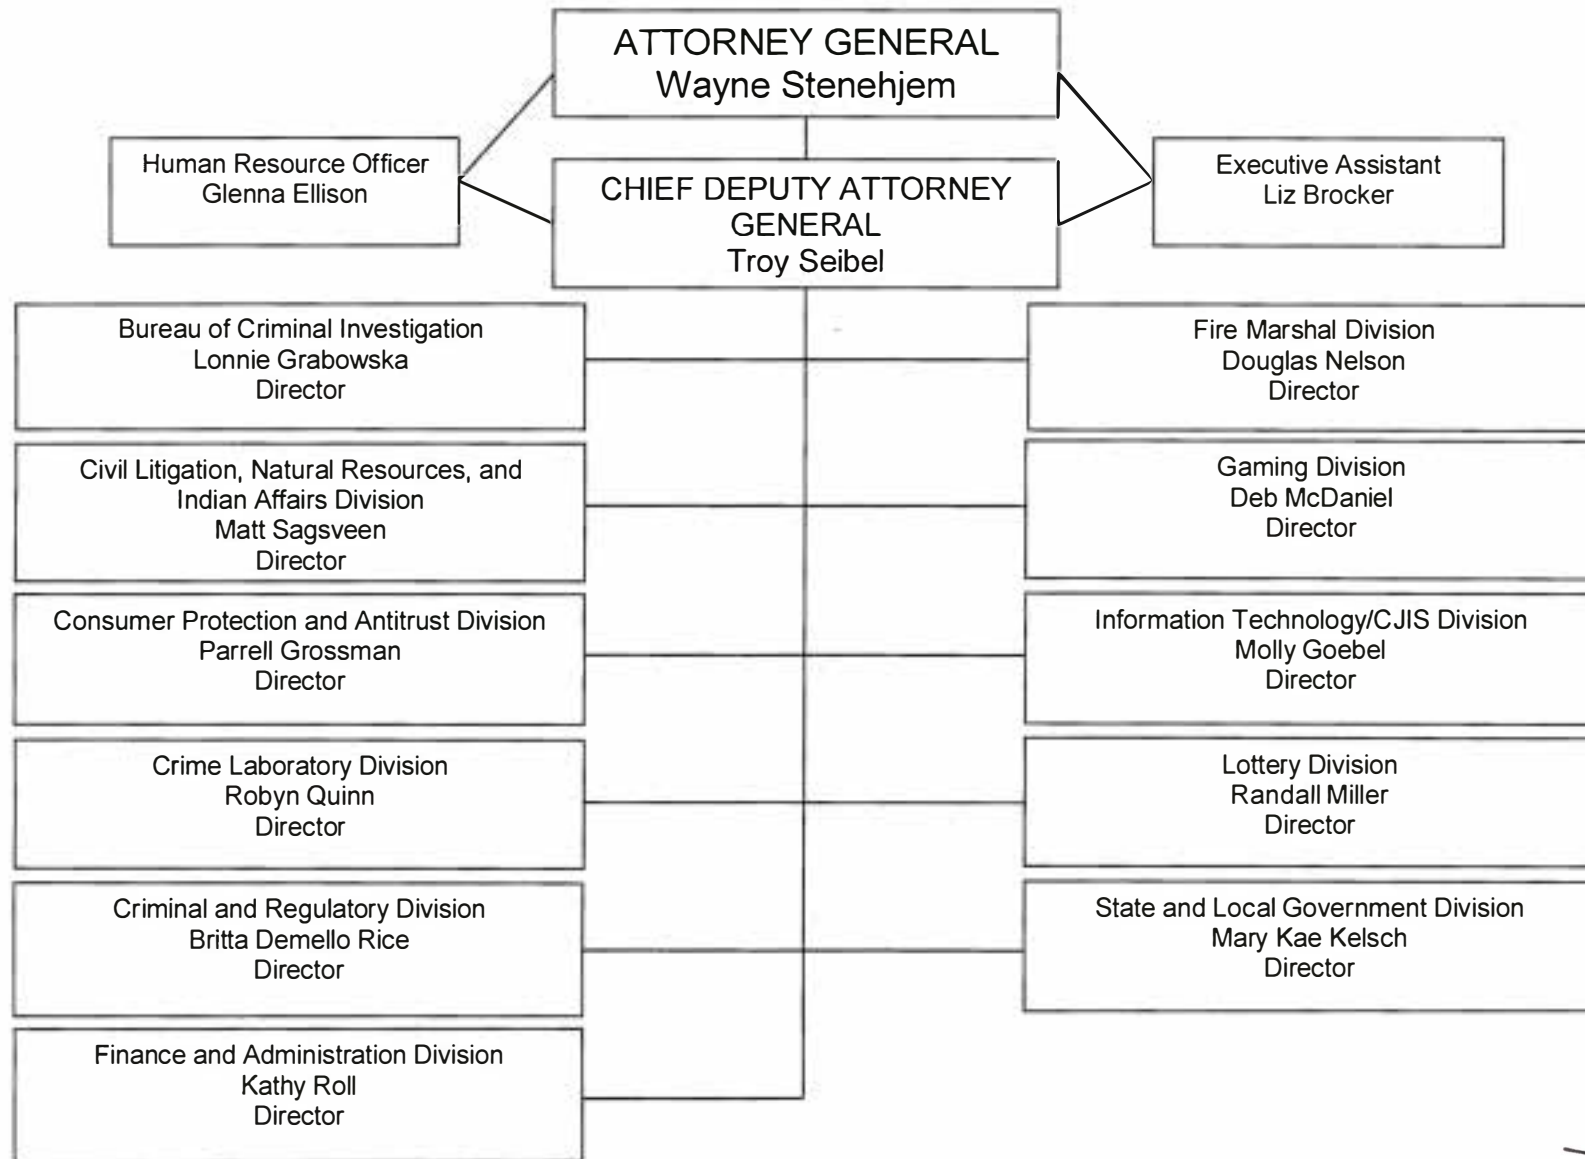 ATTORNEY GENERAL
Wayne Stenehjem
Human Resource Officer
Glenna Ellison
CHIEF DEPUTY ATTORNEY
GENERAL
Troy Seibel
Executive Assistant
Liz Brocker
Bureau of Criminal Investigation
Lonnie Grabowska
Director
Fire Marshal Division
Douglas Nelson
Director
Civil Litigation, Natural Resources, and
Indian Affairs Division
Matt Sagsveen
Director
Gaming Division
Deb McDaniel
Director
Consumer Protection and Antitrust Division
Parrell Grossman
Director
Information Technology/CJIS Division
Molly Goebel
Director
Crime Laboratory Division
Robyn Quinn
Director
Lottery Division
Randall Miller
Director
Criminal and Regulatory Division
Britta Demello Rice
Director
State and Local Government Division
Mary Kae Kelsch
Director
Finance and Administration Division
Kathy Roll
Director